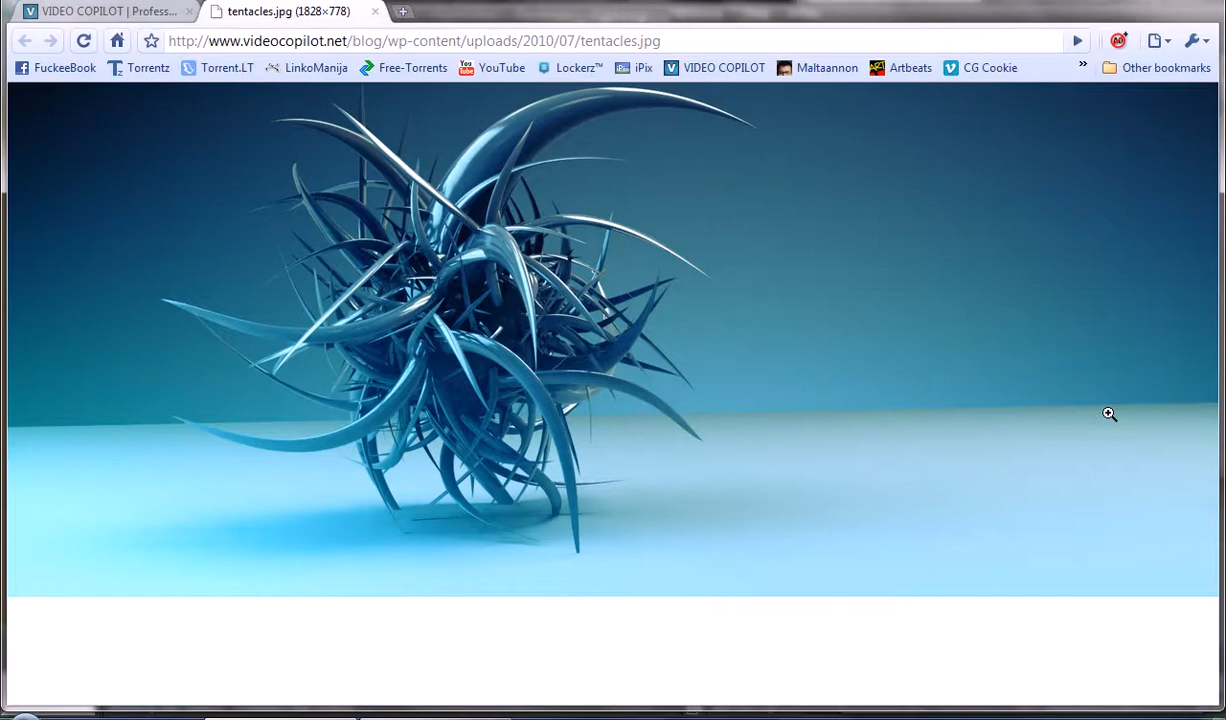 VIDEO COPILOT | Profess...
tentacles.jpg (1828×778)
http://www.videocopilot.net/blog/wp-content/uploads/2010/07/tentacles.jpg
FuckeeBook Torrentz Torrent.LT LinkoManija Free-Torrents YouTube Lockerz™ iPix VIDEO COPILOT Maltaannon Artbeats CG Cookie » Other bookmarks